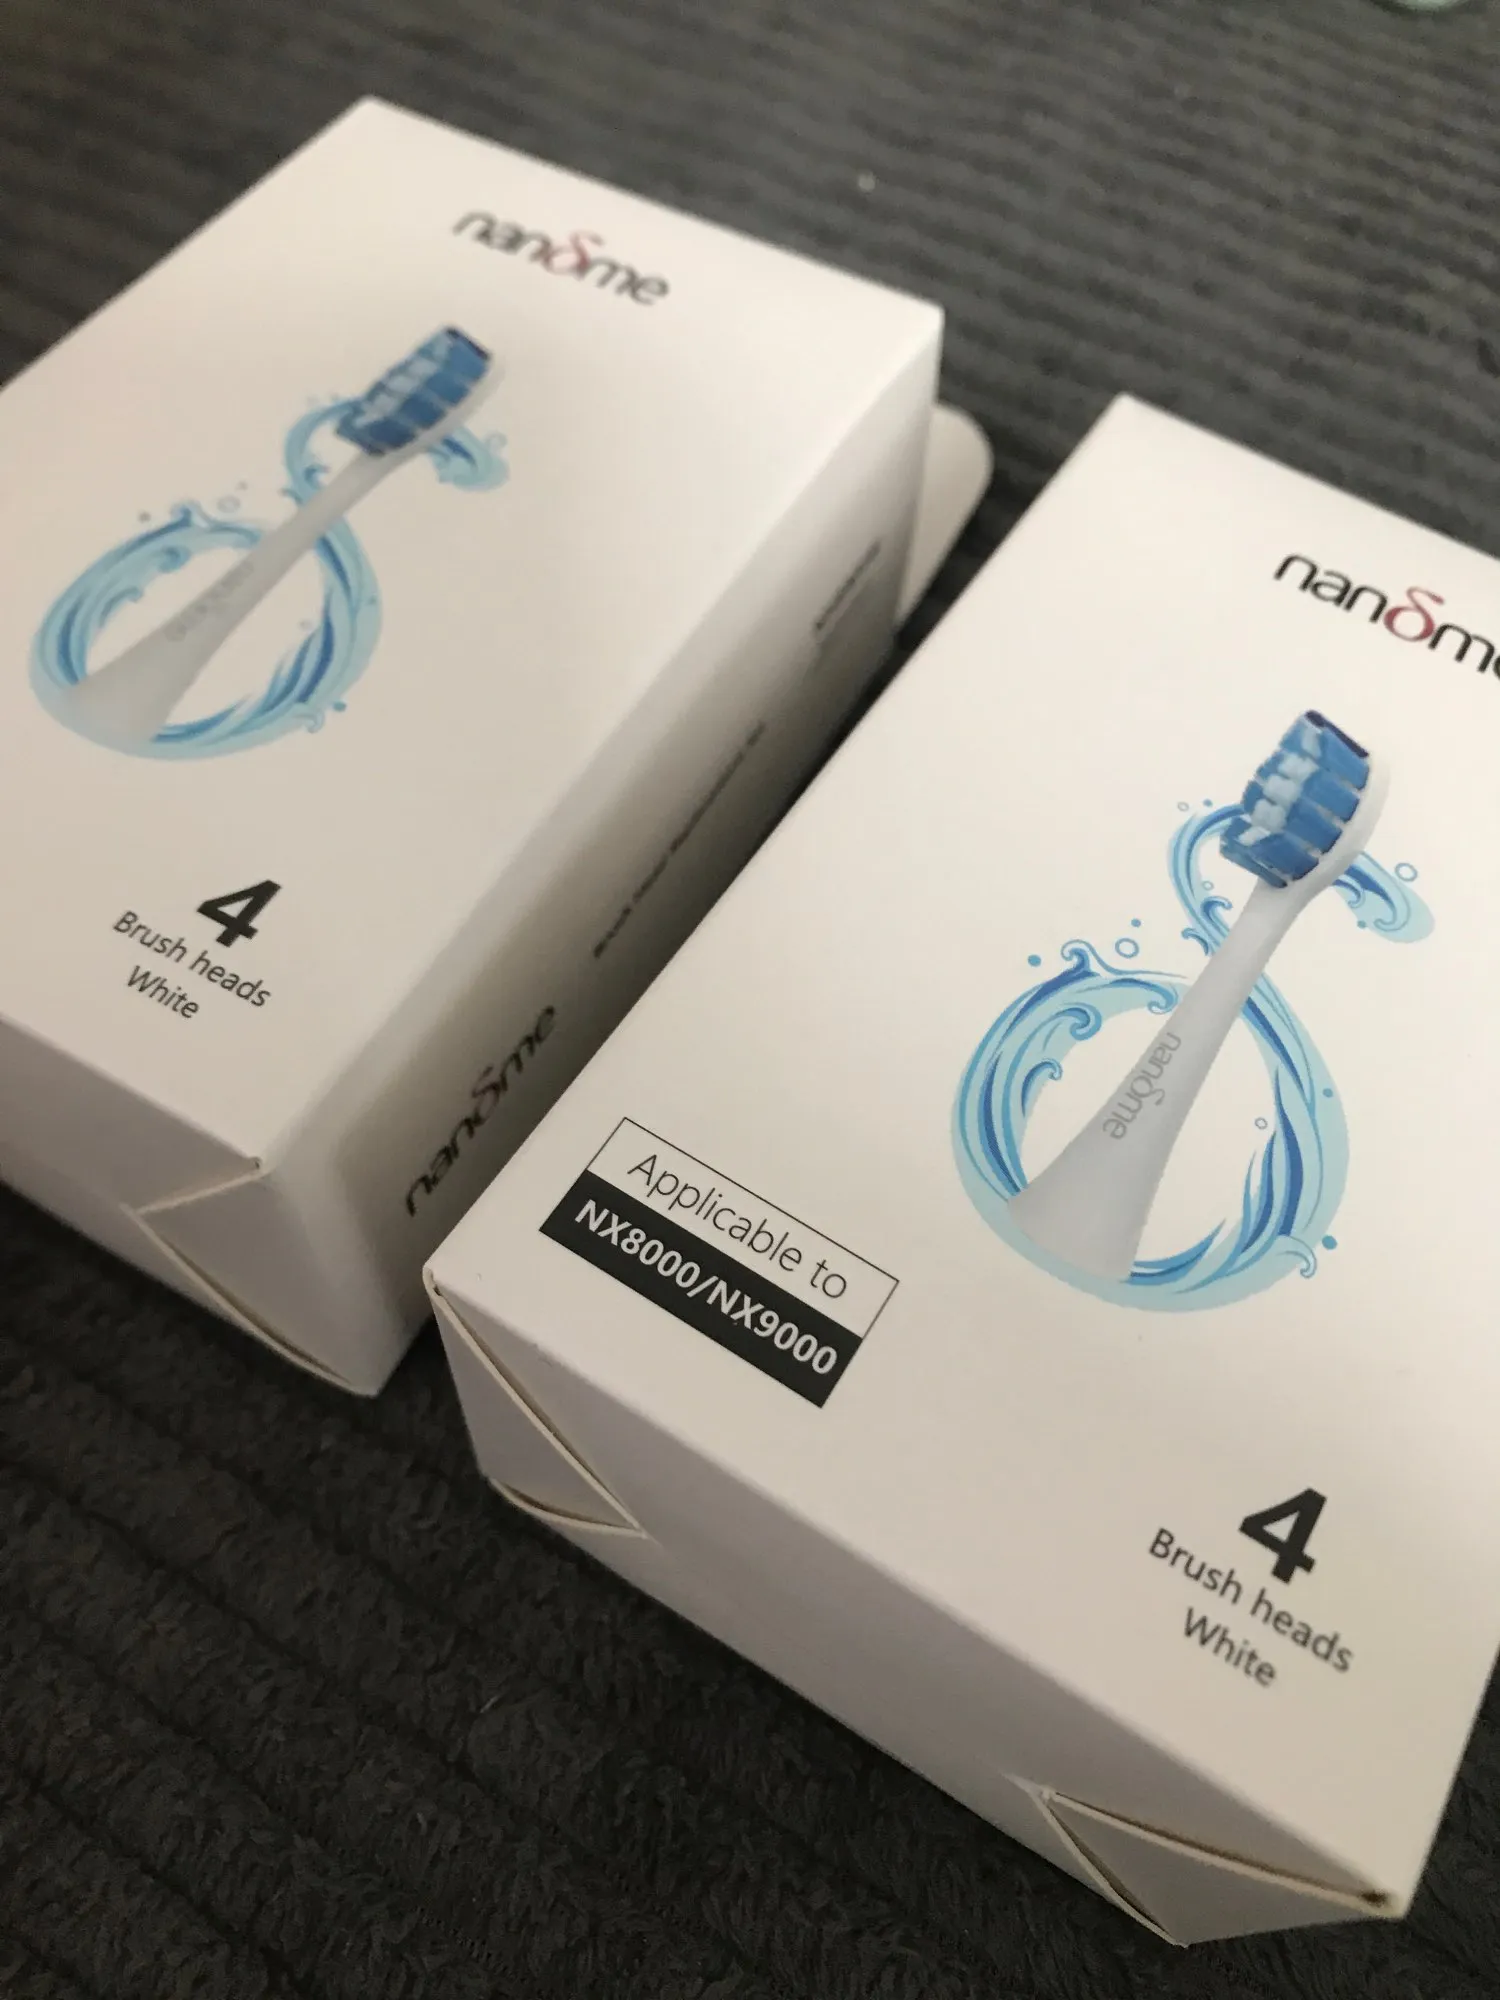 nanδme
4
Brush heads
White
nanδme
nanδme
nanδme
Applicable to
NX8000/NX9000
4
Brush heads
White